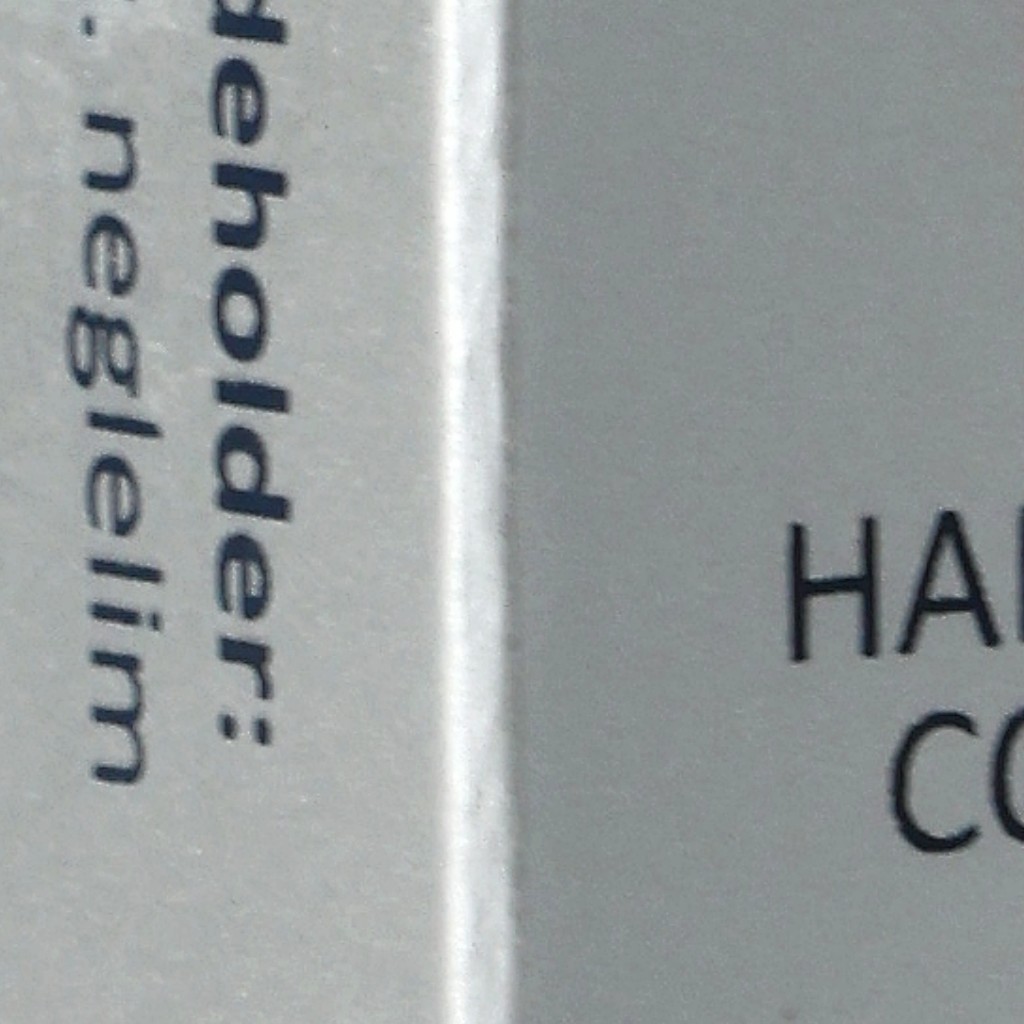 deholder:
. neglelim
HA
CO